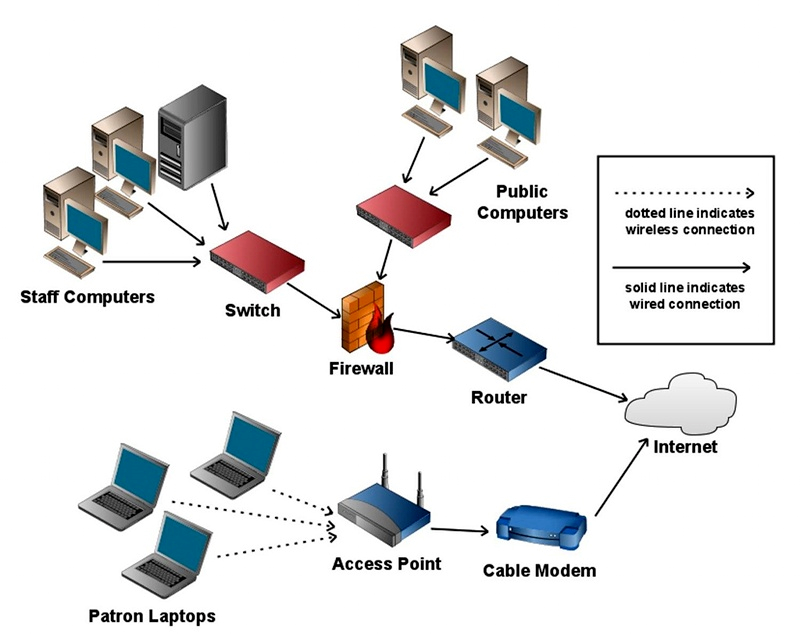 Public
Computers
dotted line indicates
wireless connection
solid line indicates
wired connection
Staff Computers
Switch
Firewall
Router
Internet
Access Point
Cable Modem
Patron Laptops